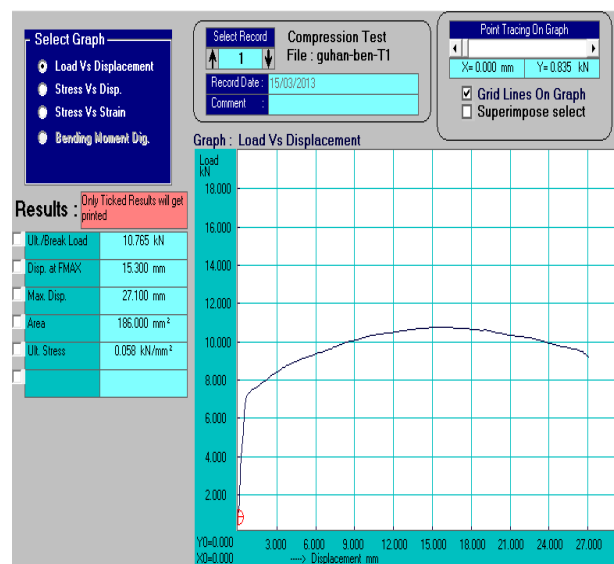 Select Graph
Load Vs Displacement
Stress Vs Disp.
Stress Vs Strain
Bending Moment Dig.
Select Record
1
Compression Test
File : guhan-ben-T1
Record Date : 15/03/2013
Comment :
Point Tracing On Graph
X= 0.000 mm Y= 0.835 kN
Grid Lines On Graph
Superimpose select
Results : Only Ticked Results will get printed
Ult./Break Load 10.765 kN
Disp. at FMAX 15.300 mm
Max. Disp. 27.100 mm
Area 186.000 mm²
Ult. Stress 0.058 kN/mm²
Graph : Load Vs Displacement
Load
kN
18.000
16.000
14.000
12.000
10.000
8.000
6.000
4.000
2.000
Y0=0.000
X0=0.000
3.000 6.000 9.000 12.000 15.000 18.000 21.000 24.000 27.000
----> Displacement mm